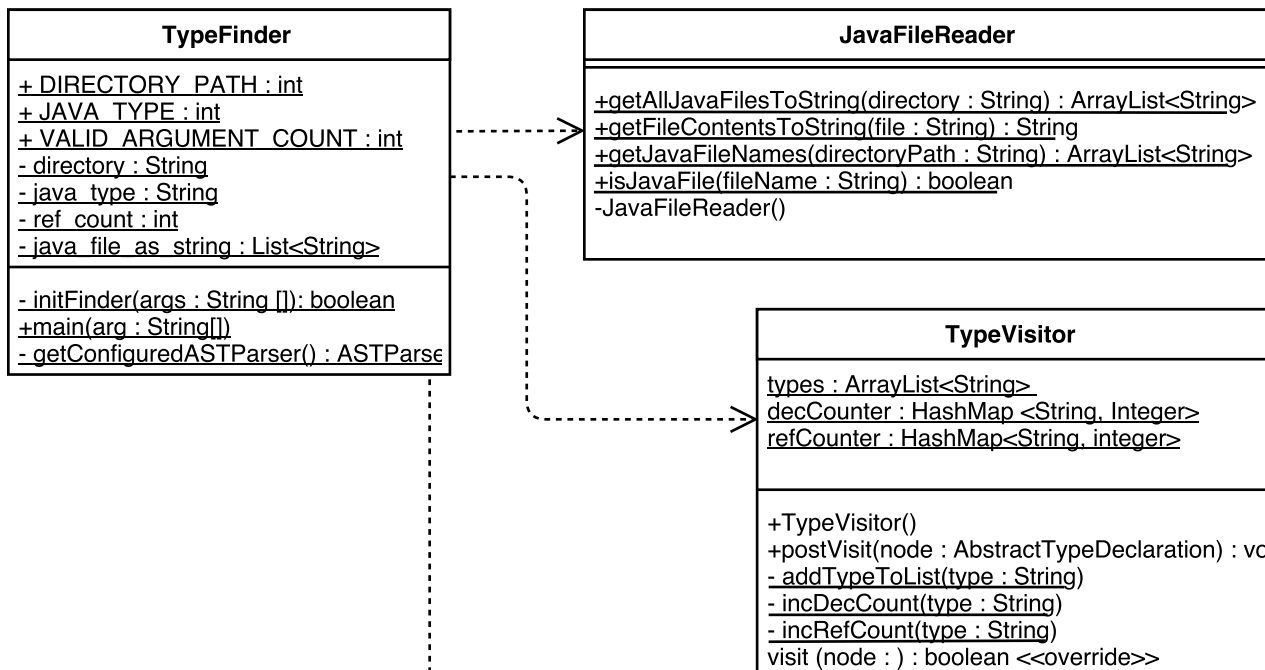 TypeFinder
+ DIRECTORY_PATH : int
+ JAVA_TYPE : int
+ VALID_ARGUMENT_COUNT : int
- directory : String
- java_type : String
- ref_count : int
- java_file_as_string : List<String>
- initFinder(args : String []): boolean
+main(arg : String[])
- getConfiguredASTParser() : ASTParse
JavaFileReader
+getAllJavaFilesToString(directory : String) : ArrayList<String>
+getFileContentsToString(file : String) : String
+getJavaFileNames(directoryPath : String) : ArrayList<String>
+isJavaFile(fileName : String) : boolean
-JavaFileReader()
TypeVisitor
types : ArrayList<String>
decCounter : HashMap <String, Integer>
refCounter : HashMap<String, integer>
+TypeVisitor()
+postVisit(node : AbstractTypeDeclaration) : vo
- addTypeToList(type : String)
- incDecCount(type : String)
- incRefCount(type : String)
visit (node : ) : boolean <<override>>